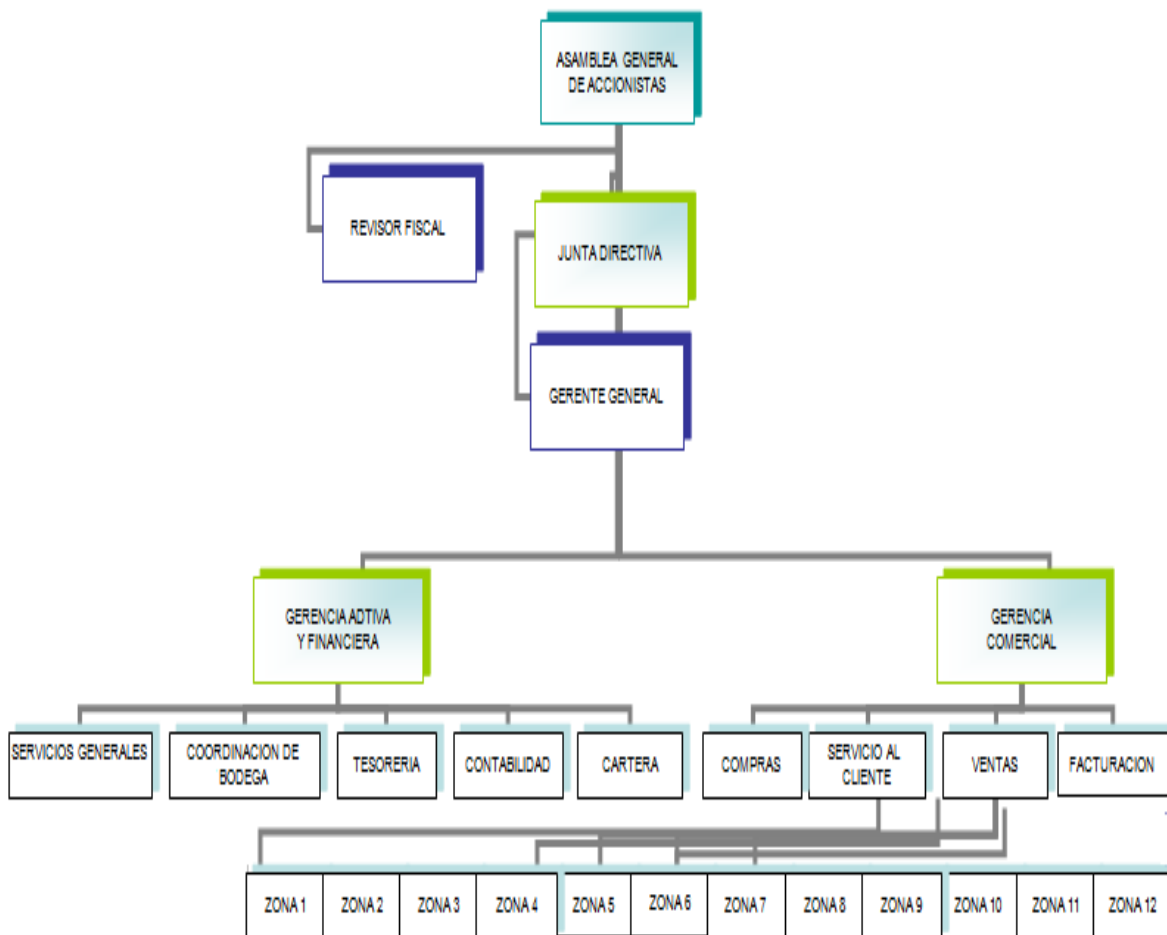 ASAMBLEA GENERAL
DE ACCIONISTAS
REVISOR FISCAL
JUNTA DIRECTIVA
GERENTE GENERAL
GERENCIA ADTIVA
Y FINANCIERA
GERENCIA
COMERCIAL
SERVICIOS GENERALES
COORDINACION DE
BODEGA
TESORERIA
CONTABILIDAD
CARTERA
COMPRAS
SERVICIO AL
CLIENTE
VENTAS
FACTURACION
ZONA 1
ZONA 2
ZONA 3
ZONA 4
ZONA 5
ZONA 6
ZONA 7
ZONA 8
ZONA 9
ZONA 10
ZONA 11
ZONA 12